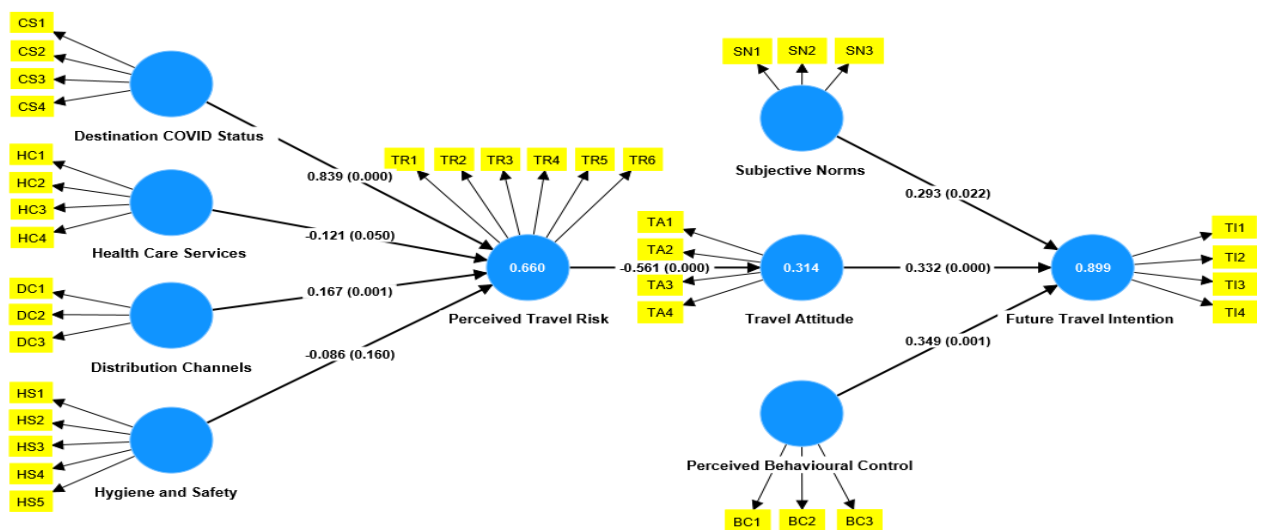 CS1
CS2
CS3
CS4
Destination COVID Status
HC1
HC2
HC3
HC4
Health Care Services
DC1
DC2
DC3
Distribution Channels
HS1
HS2
HS3
HS4
HS5
Hygiene and Safety
0.839 (0.000)
-0.121 (0.050)
0.167 (0.001)
-0.086 (0.160)
TR1 TR2 TR3 TR4 TR5 TR6
0.660
Perceived Travel Risk
-0.561 (0.000)
SN1 SN2 SN3
Subjective Norms
TA1
TA2
TA3
TA4
0.314
Travel Attitude
Perceived Behavioural Control
BC1 BC2 BC3
0.293 (0.022)
0.332 (0.000)
0.349 (0.001)
0.899
Future Travel Intention
TI1
TI2
TI3
TI4